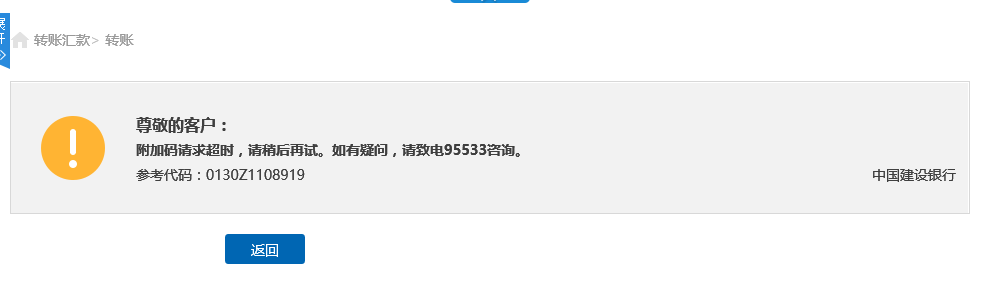 转账汇款> 转账
尊敬的客户：
附加码请求超时，请稍后再试。如有疑问，请致电95533咨询。
参考代码：0130Z1108919
中国建设银行
返回